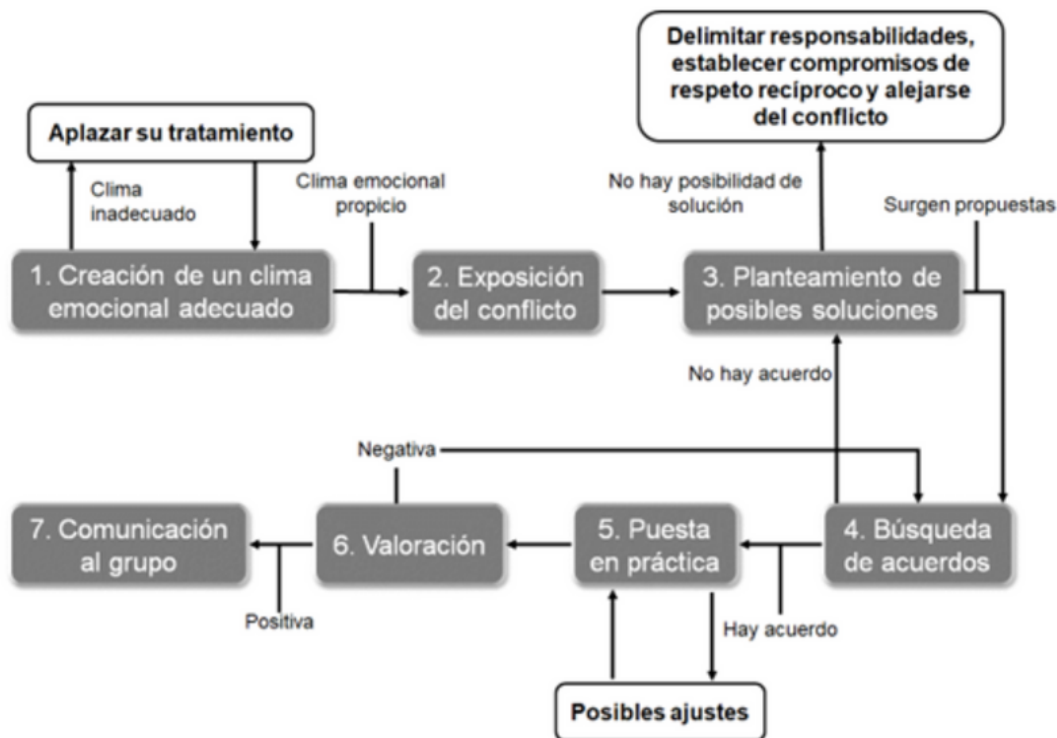 Delimitar responsabilidades,
establecer compromisos de
respeto recíproco y alejarse
del conflicto
Aplazar su tratamiento
Clima
inadecuado
Clima emocional
propicio
No hay posibilidad de
solución
Surgen propuestas
1. Creación de un clima
emocional adecuado
2. Exposición
del conflicto
3. Planteamiento de
posibles soluciones
No hay acuerdo
Negativa
7. Comunicación
al grupo
6. Valoración
5. Puesta
en práctica
4. Búsqueda
de acuerdos
Positiva
Hay acuerdo
Posibles ajustes